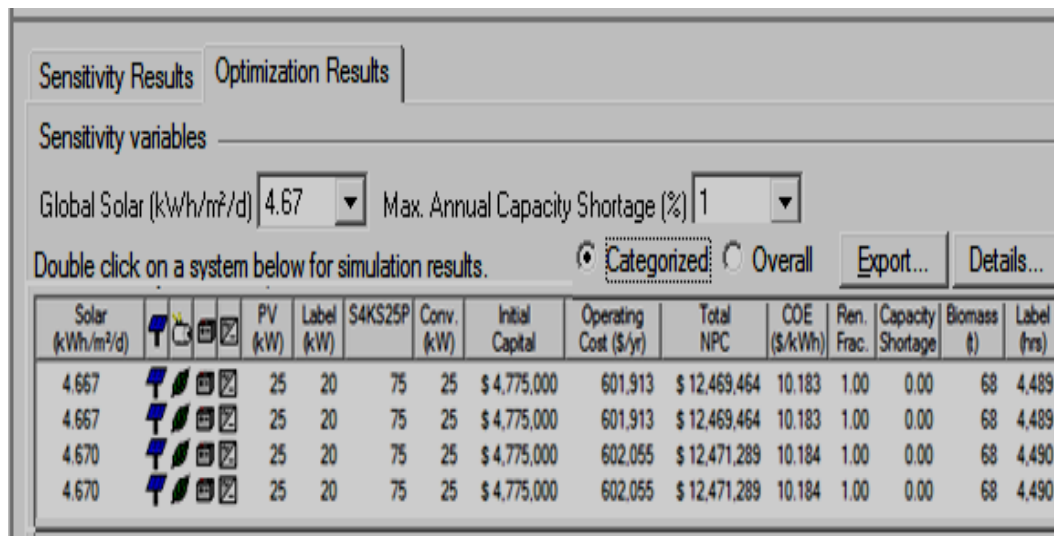 Sensitivity Results Optimization Results
Sensitivity variables
Global Solar (kWh/m²/d) 4.67 Max. Annual Capacity Shortage (%) 1
Double click on a system below for simulation results. Categorized Overall Export... Details...
Solar (kWh/m²/d) PV (kW) Label (kW) S4KS25P Conv. (kW) Initial Capital Operating Cost ($/yr) Total NPC COE ($/kWh) Ren. Frac. Capacity Shortage Biomass (t) Label (hrs)
4.667 25 20 75 25 $ 4,775,000 601,913 $ 12,469,464 10.183 1.00 0.00 68 4,489
4.667 25 20 75 25 $ 4,775,000 601,913 $ 12,469,464 10.183 1.00 0.00 68 4,489
4.670 25 20 75 25 $ 4,775,000 602,055 $ 12,471,289 10.184 1.00 0.00 68 4,490
4.670 25 20 75 25 $ 4,775,000 602,055 $ 12,471,289 10.184 1.00 0.00 68 4,490